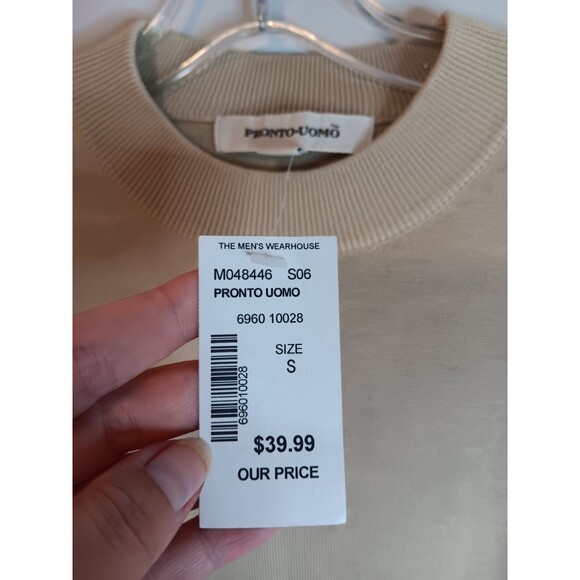 PRONTO-UOMO
THE MEN'S WEARHOUSE
M048446 S06
PRONTO UOMO
6960 10028
SIZE
S
696010028
$39.99
OUR PRICE